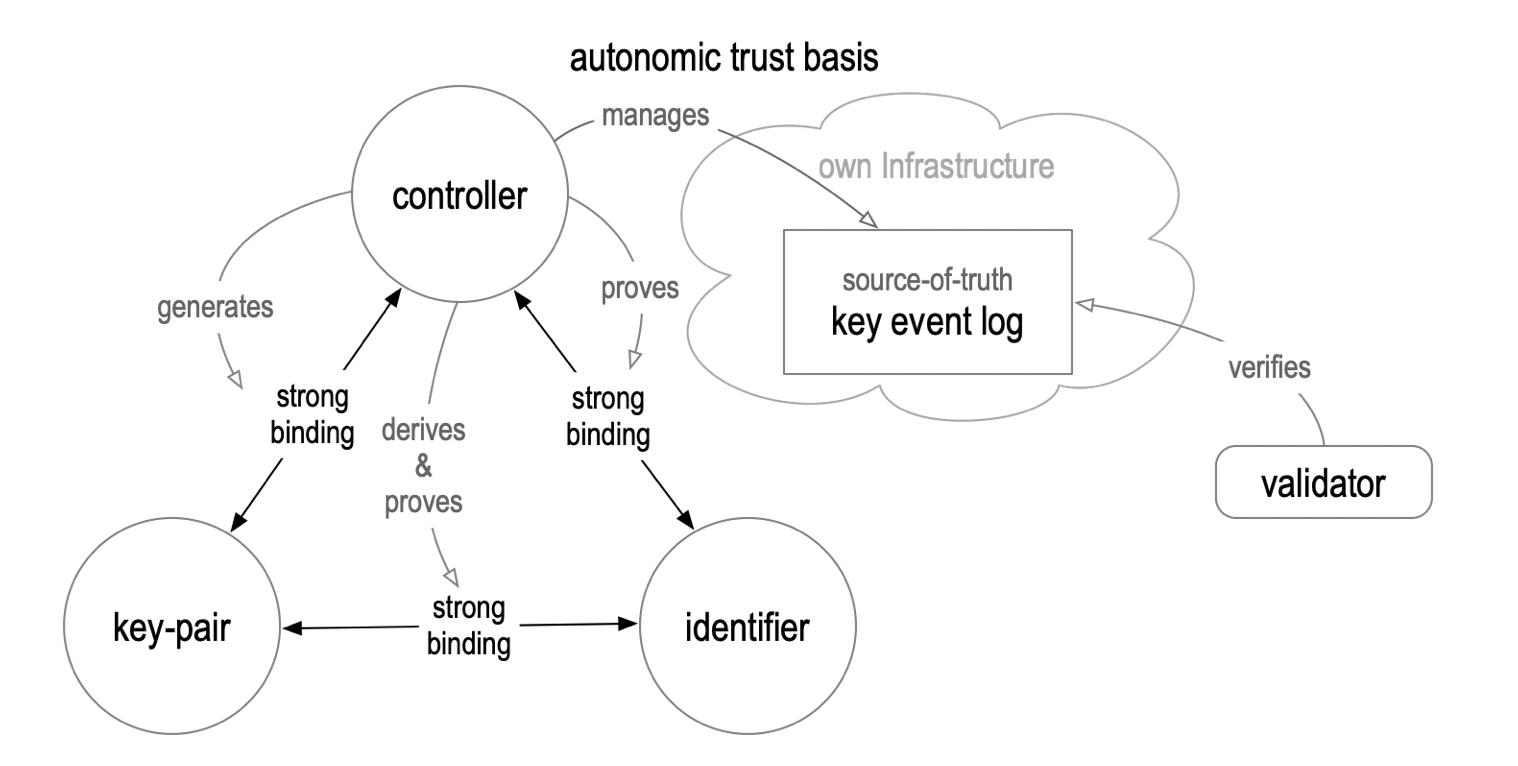 autonomic trust basis
manages
own Infrastructure
controller
source-of-truth
key event log
proves
generates
verifies
strong
binding
strong
binding
derives
&
proves
validator
key-pair
strong
binding
identifier